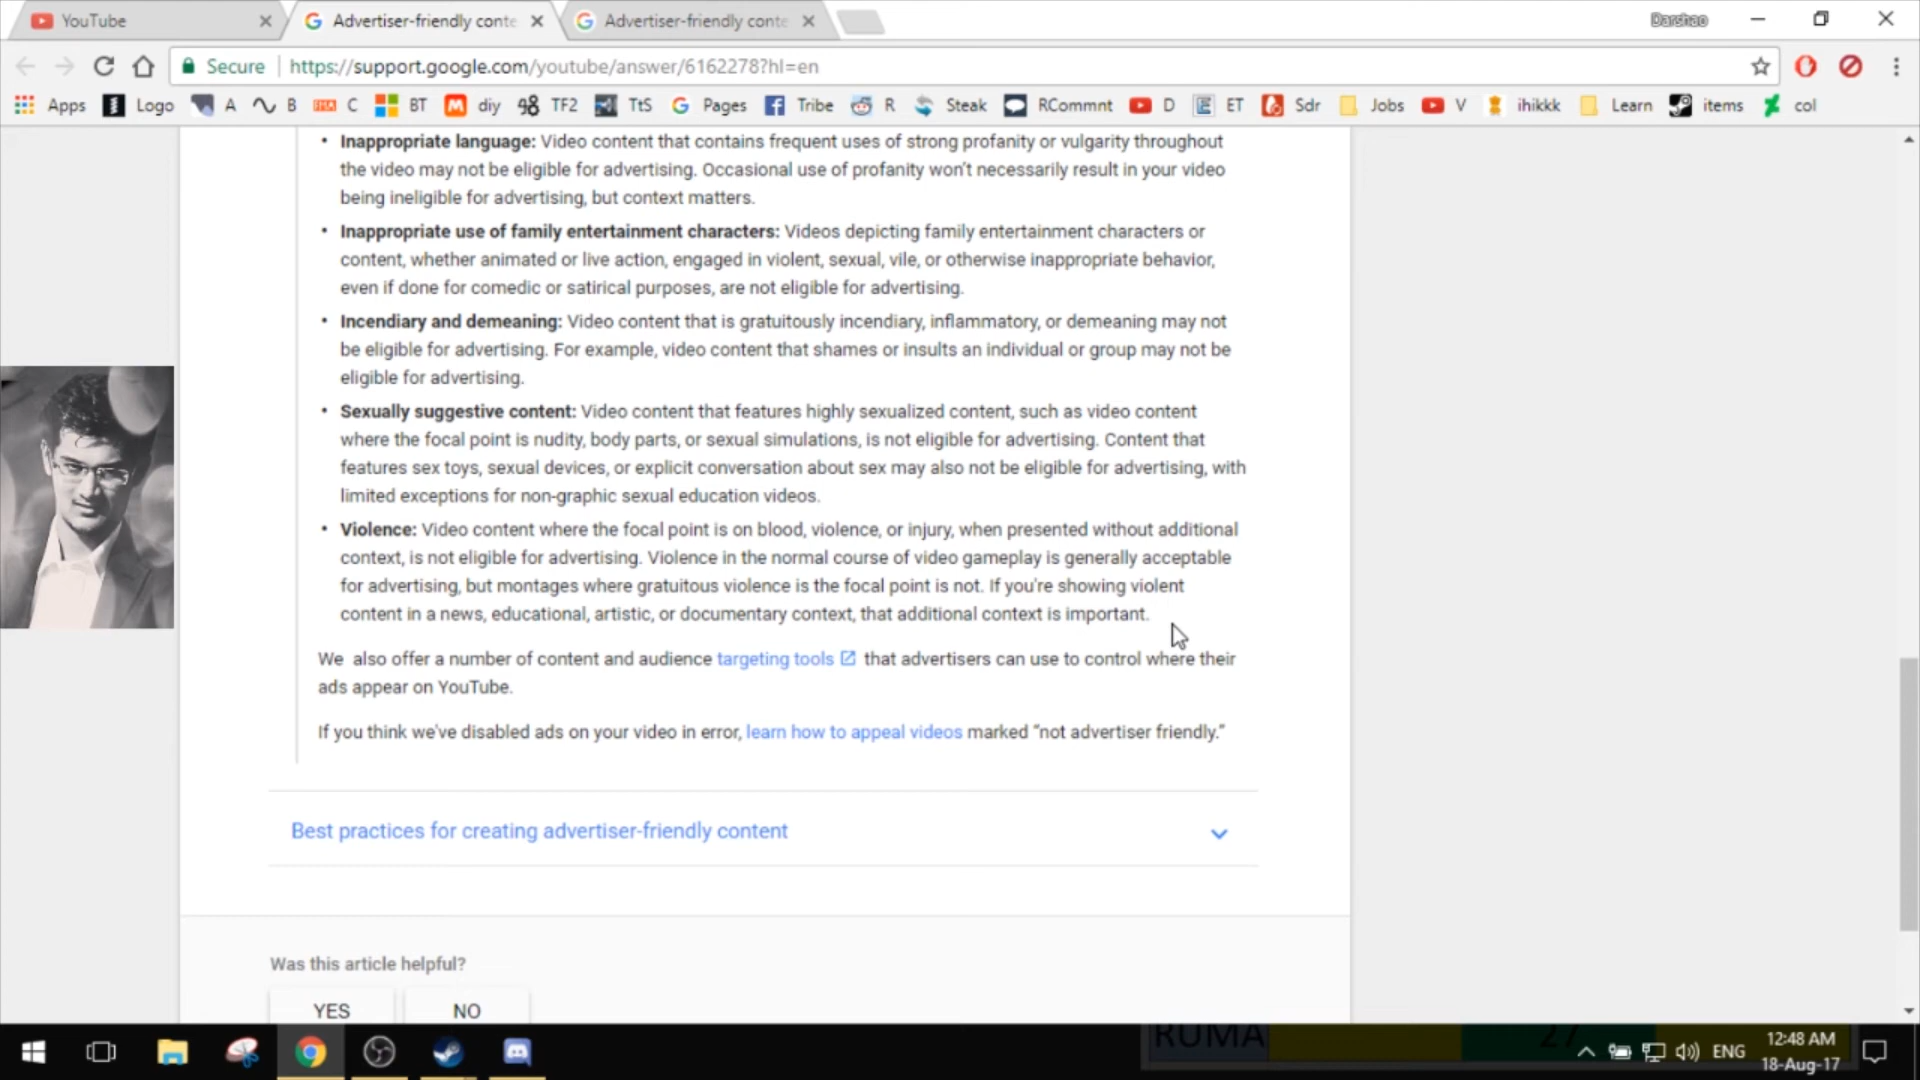 YouTube
Advertiser-friendly conte
Advertiser-friendly conte
Darshao
Secure
https://support.google.com/youtube/answer/6162278?hl=en
Apps Logo A B C BT diy TF2 TtS Pages Tribe R Steak RCommnt D ET Sdr Jobs V ihikkk Learn items col
• Inappropriate language: Video content that contains frequent uses of strong profanity or vulgarity throughout
the video may not be eligible for advertising. Occasional use of profanity won't necessarily result in your video
being ineligible for advertising, but context matters.
• Inappropriate use of family entertainment characters: Videos depicting family entertainment characters or
content, whether animated or live action, engaged in violent, sexual, vile, or otherwise inappropriate behavior,
even if done for comedic or satirical purposes, are not eligible for advertising.
• Incendiary and demeaning: Video content that is gratuitously incendiary, inflammatory, or demeaning may not
be eligible for advertising. For example, video content that shames or insults an individual or group may not be
eligible for advertising.
• Sexually suggestive content: Video content that features highly sexualized content, such as video content
where the focal point is nudity, body parts, or sexual simulations, is not eligible for advertising. Content that
features sex toys, sexual devices, or explicit conversation about sex may also not be eligible for advertising, with
limited exceptions for non-graphic sexual education videos.
• Violence: Video content where the focal point is on blood, violence, or injury, when presented without additional
context, is not eligible for advertising. Violence in the normal course of video gameplay is generally acceptable
for advertising, but montages where gratuitous violence is the focal point is not. If you're showing violent
content in a news, educational, artistic, or documentary context, that additional context is important.
We also offer a number of content and audience targeting tools that advertisers can use to control where their
ads appear on YouTube.
If you think we've disabled ads on your video in error, learn how to appeal videos marked “not advertiser friendly.”
Best practices for creating advertiser-friendly content
Was this article helpful?
YES NO
RUMA 27
ENG
12:48 AM
18-Aug-17